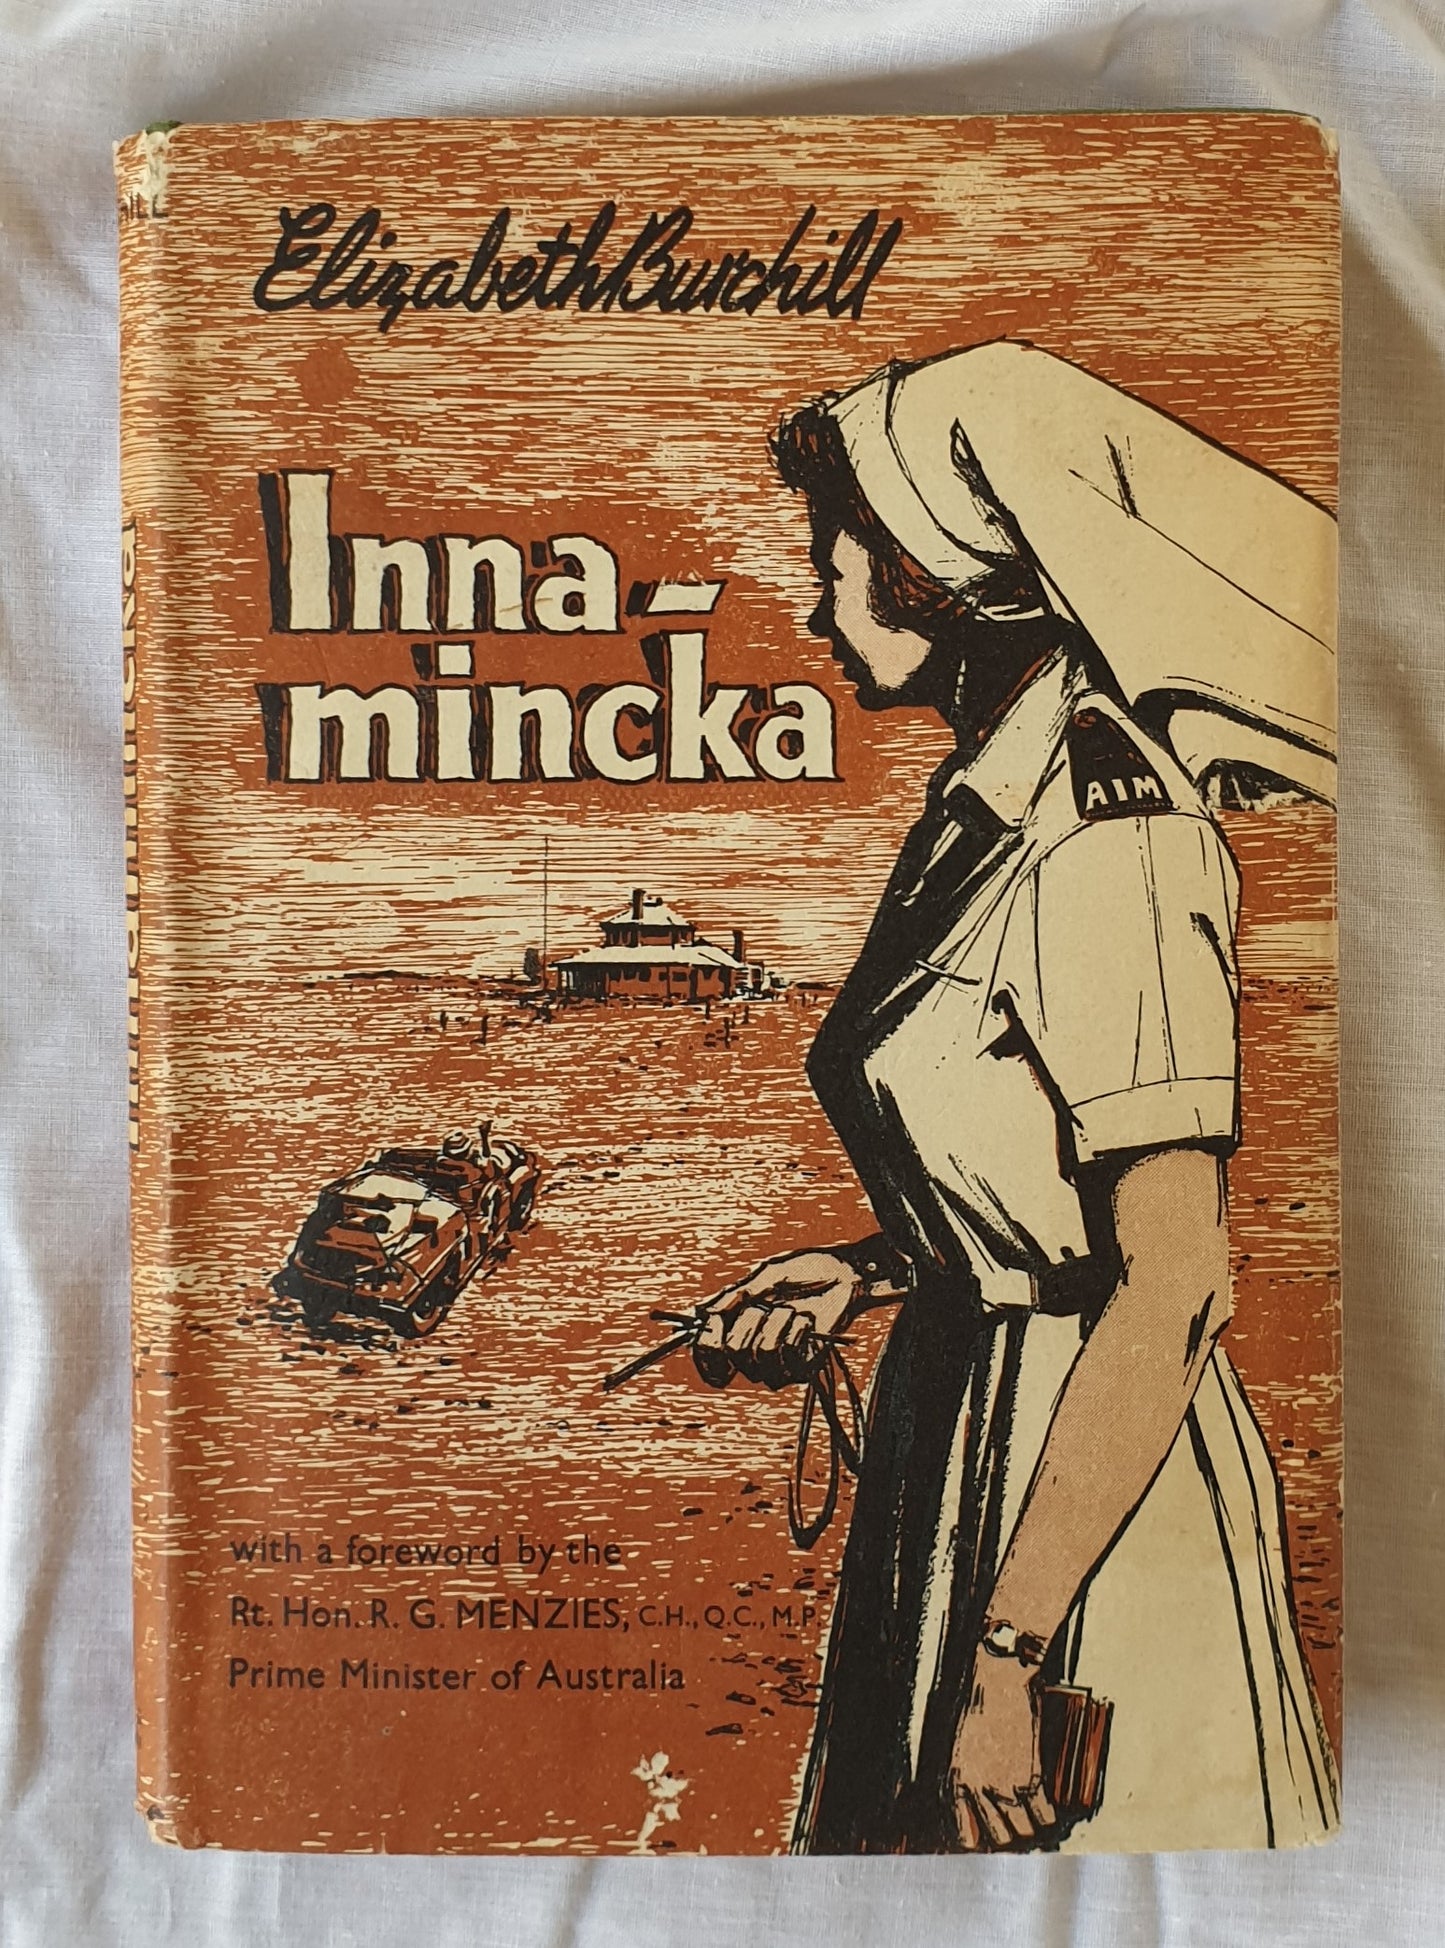 Elizabeth Burchill
Inna-
mincka
AIM
with a foreword by the
Rt. Hon. R. G. MENZIES, C.H., Q.C., M.P.
Prime Minister of Australia